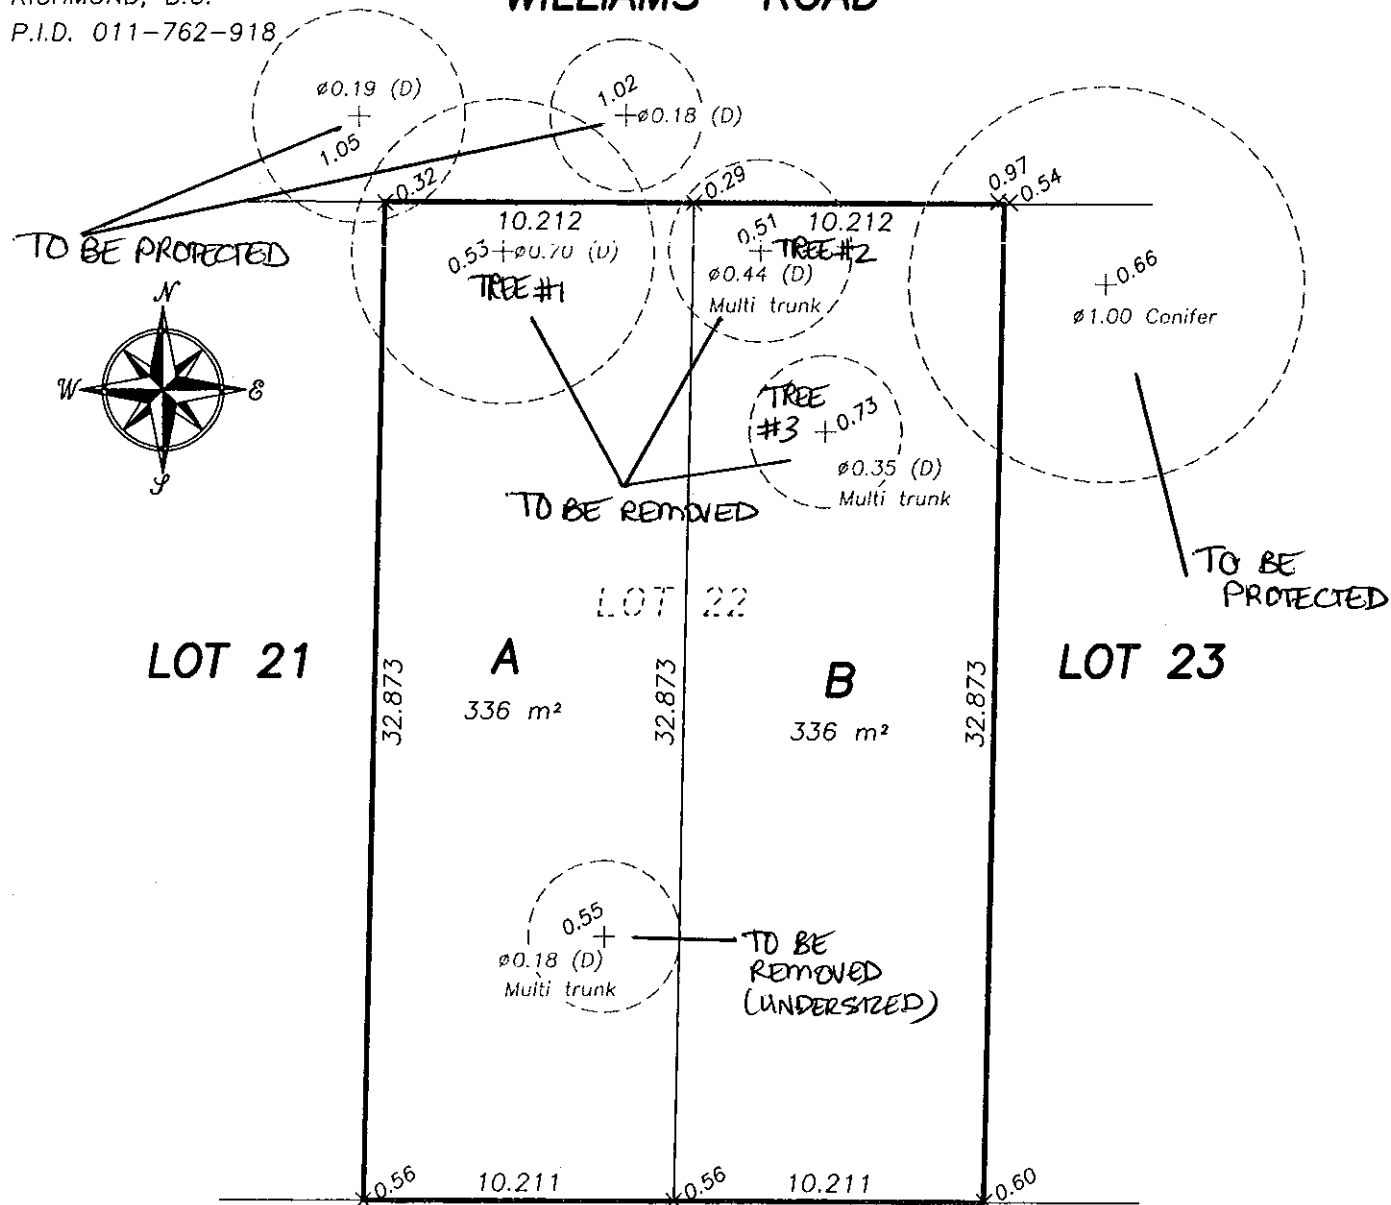 WILLIAMS ROAD
P.I.D. 011-762-918
ø0.19 (D)
1.05
1.02
ø0.18 (D)
0.32
0.29
0.97
0.54
10.212
10.212
TO BE PROTECTED
0.53
ø0.70 (D)
TREE #1
0.51
TREE #2
ø0.44 (D)
Multi trunk
0.66
ø1.00 Conifer
N
W
E
S
TREE
#3
0.73
ø0.35 (D)
Multi trunk
TO BE REMOVED
TO BE
PROTECTED
LOT 22
LOT 21
A
336 m²
B
336 m²
LOT 23
32.873
32.873
32.873
0.55
ø0.18 (D)
Multi trunk
TO BE
REMOVED
(UNDERSIZED)
0.56
10.211
0.56
10.211
0.60